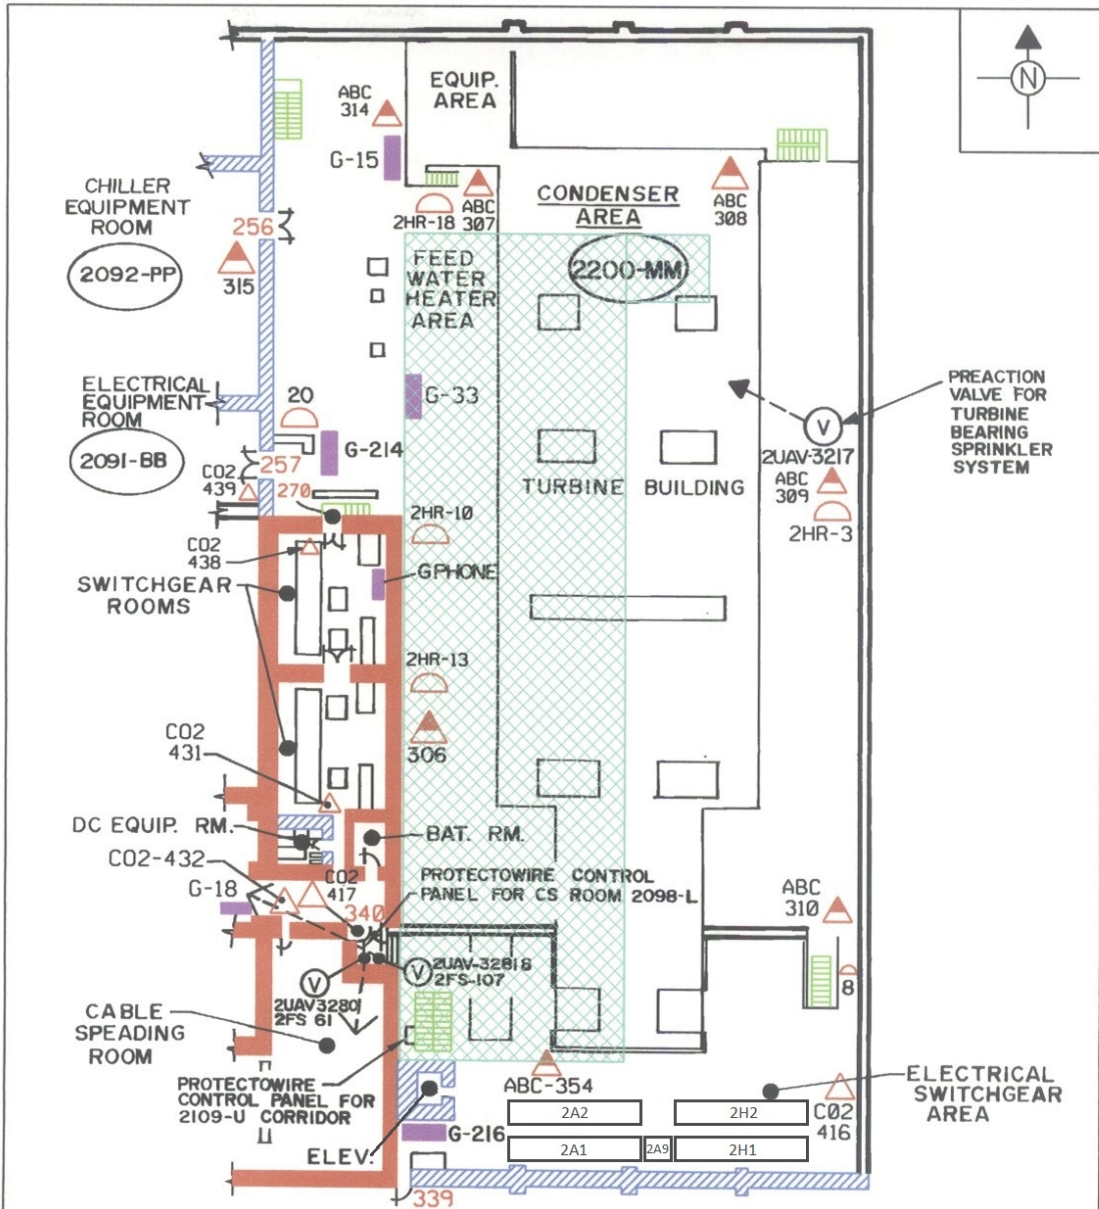 N
EQUIP.
AREA
ABC
314
G-15
CHILLER
EQUIPMENT
ROOM
2092-PP
256
315
2HR-18
ABC
307
CONDENSER
AREA
2200-MM
ABC
308
FEED
WATER
HEATER
AREA
G-33
ELECTRICAL
EQUIPMENT
ROOM
2091-BB
20
G-214
257
CO2
439
270
PREACTION
VALVE FOR
TURBINE
BEARING
SPRINKLER
SYSTEM
V
2UAV-3217
ABC
309
2HR-3
TURBINE BUILDING
2HR-10
CO2
438
GPHONE
SWITCHGEAR
ROOMS
2HR-13
306
CO2
431
DC EQUIP. RM.
BAT. RM.
CO2-432
CO2
417
G-18
340
PROTECTOWIRE CONTROL
PANEL FOR CS ROOM 2098-L
ABC
310
8
V
2UAV-3281&
2FS-107
V
2UAV3280
2FS 61
CABLE
SPEADING
ROOM
PROTECTOWIRE
CONTROL PANEL FOR
2109-U CORRIDOR
ABC-354
ELECTRICAL
SWITCHGEAR
AREA
CO2
416
2A2
2H2
2A1
2A9
2H1
G-216
ELEV.
339